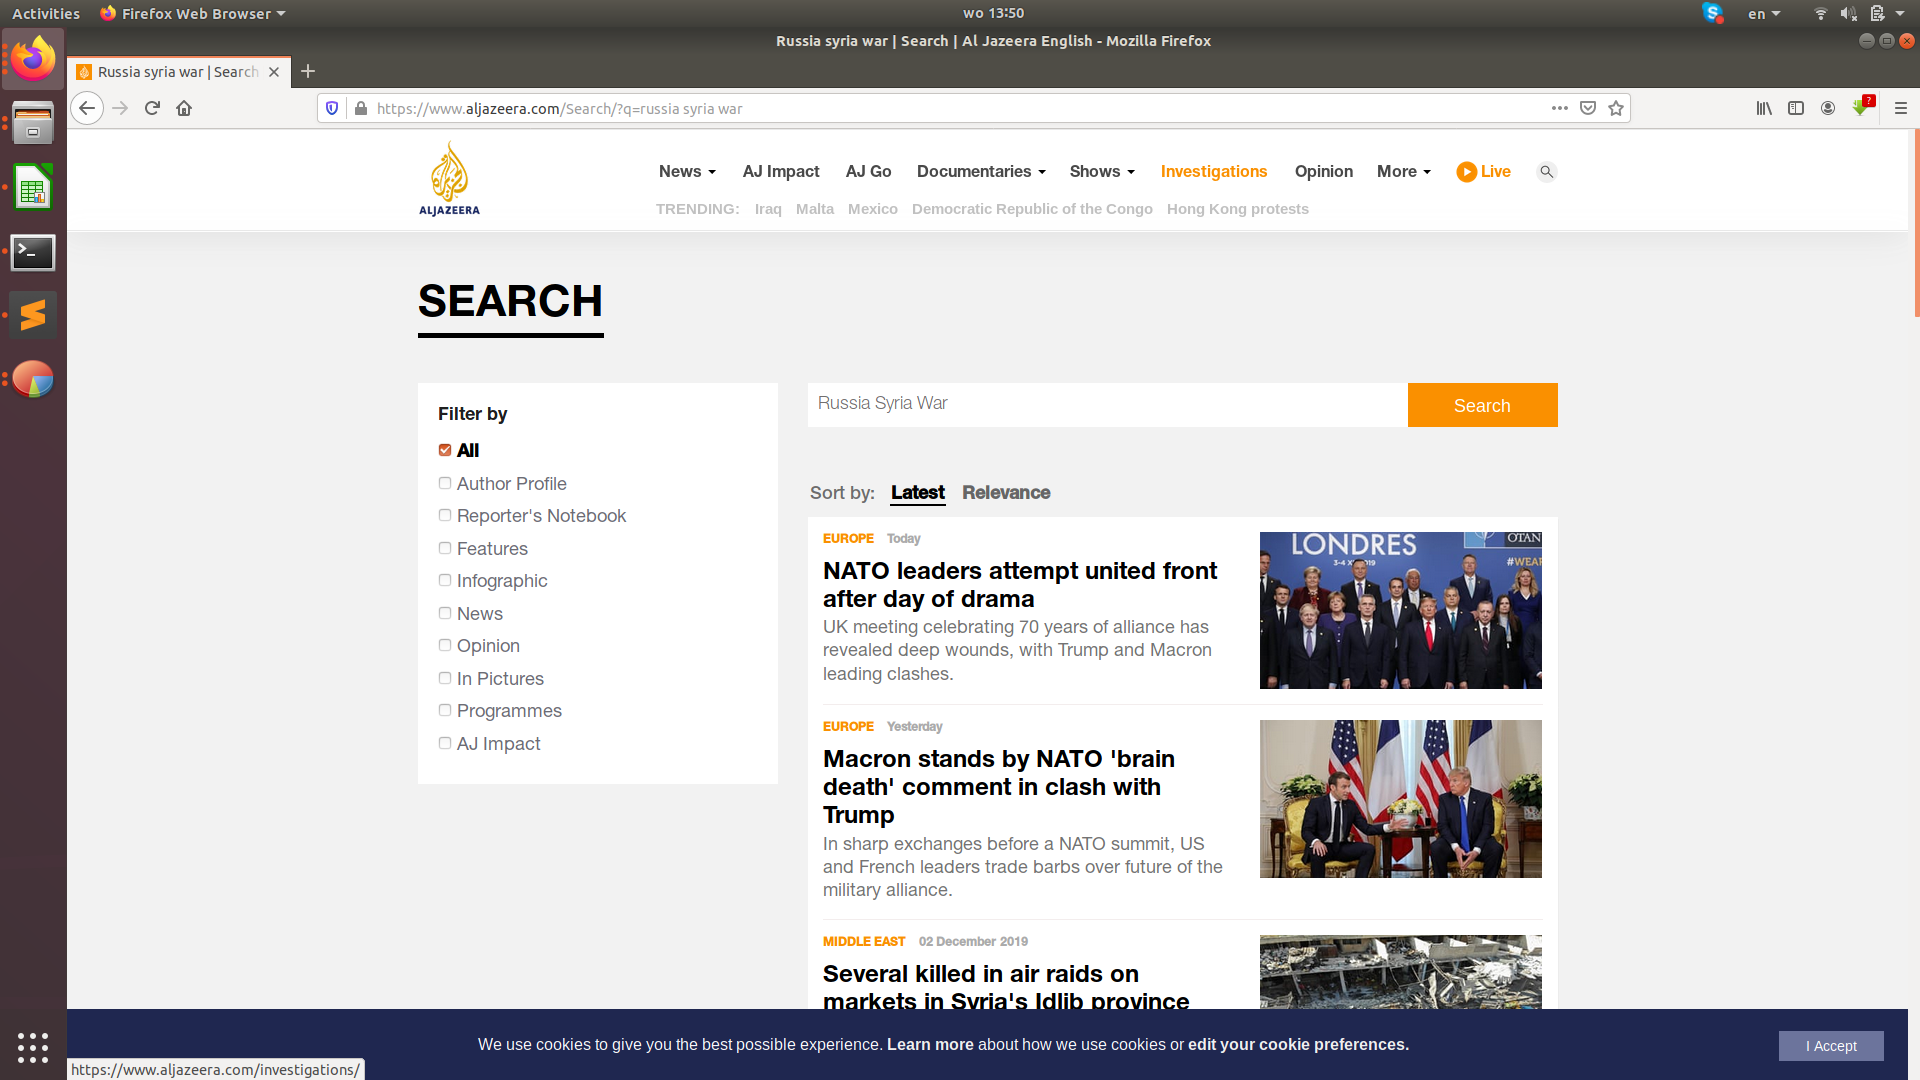 Activities
Firefox Web Browser
wo 13:50
en
Russia syria war | Search | Al Jazeera English - Mozilla Firefox
Russia syria war | Search
https://www.aljazeera.com/Search/?q=russia syria war
ALJAZEERA
News
AJ Impact
AJ Go
Documentaries
Shows
Investigations
Opinion
More
Live
TRENDING: Iraq Malta Mexico Democratic Republic of the Congo Hong Kong protests
SEARCH
Filter by
All
Author Profile
Reporter's Notebook
Features
Infographic
News
Opinion
In Pictures
Programmes
AJ Impact
Russia Syria War
Search
Sort by: Latest Relevance
EUROPE Today
NATO leaders attempt united front
after day of drama
UK meeting celebrating 70 years of alliance has
revealed deep wounds, with Trump and Macron
leading clashes.
LONDRES
3-4 XII 2019
OTAN
#WEAR
EUROPE Yesterday
Macron stands by NATO 'brain
death' comment in clash with
Trump
In sharp exchanges before a NATO summit, US
and French leaders trade barbs over future of the
military alliance.
MIDDLE EAST 02 December 2019
Several killed in air raids on
markets in Syria's Idlib province
We use cookies to give you the best possible experience. Learn more about how we use cookies or edit your cookie preferences.
I Accept
https://www.aljazeera.com/investigations/